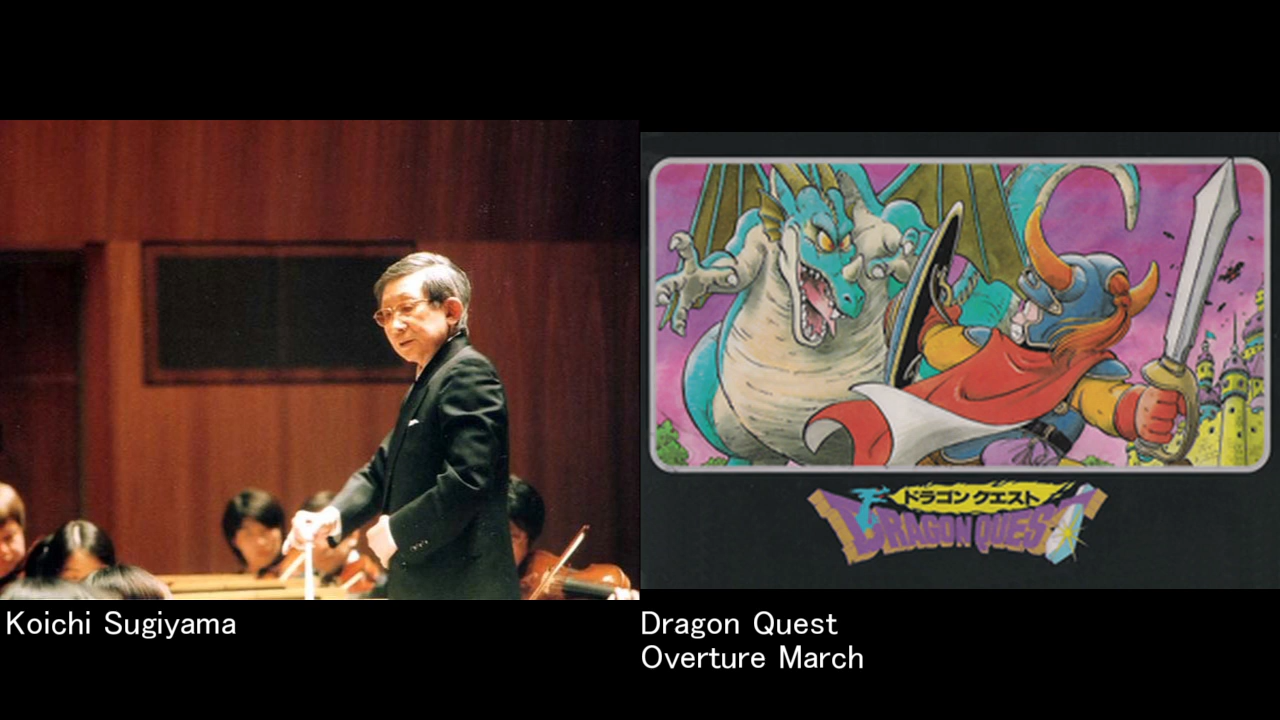 ドラゴンクエスト
DRAGON QUEST
Koichi Sugiyama
Dragon Quest
Overture March